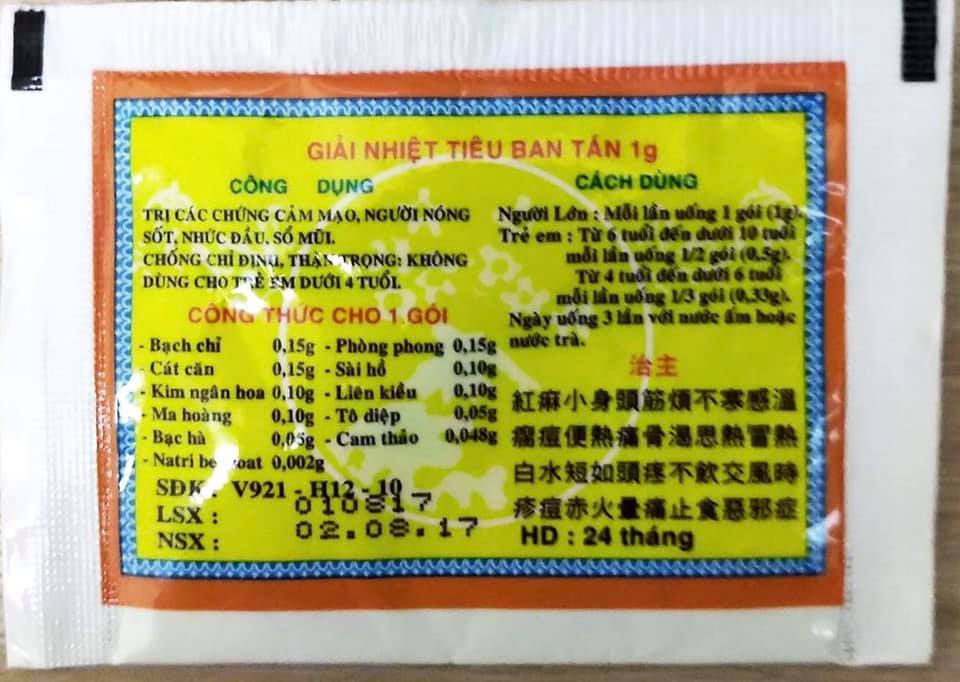 GIẢI NHIỆT TIÊU BAN TÁN 1g
CÔNG DỤNG
TRỊ CÁC CHỨNG CẢM MẠO, NGƯỜI NÓNG
SỐT, NHỨC ĐẦU, SỔ MŨI.
CHỐNG CHỈ ĐỊNH, THẬN TRỌNG: KHÔNG
DÙNG CHO TRẺ EM DƯỚI 4 TUỔI.
CÔNG THỨC CHO 1 GÓI
- Bạch chỉ 0,15g - Phòng phong 0,15g
- Cát căn 0,15g - Sài hồ 0,10g
- Kim ngân hoa 0,10g - Liên kiều 0,10g
- Ma hoàng 0,10g - Tô diệp 0,05g
- Bạc hà 0,05g - Cam thảo 0,048g
- Natri benzoat 0,002g
SĐK : V921 - H12 - 10
LSX : 010817
NSX : 02.08.17
CÁCH DÙNG
Người Lớn : Mỗi lần uống 1 gói (1g).
Trẻ em : Từ 6 tuổi đến dưới 10 tuổi
mỗi lần uống 1/2 gói (0,5g).
Từ 4 tuổi đến dưới 6 tuổi
mỗi lần uống 1/3 gói (0,33g).
Ngày uống 3 lần với nước ấm hoặc
nước trà.
主治
溫熱時症
感冒風邪
寒熱交惡
不思飲食
煩渴不止
筋骨疼痛
頭痛頭暈
身熱如火
小便短赤
麻痘水痘
紅瘤白疹
HD : 24 tháng